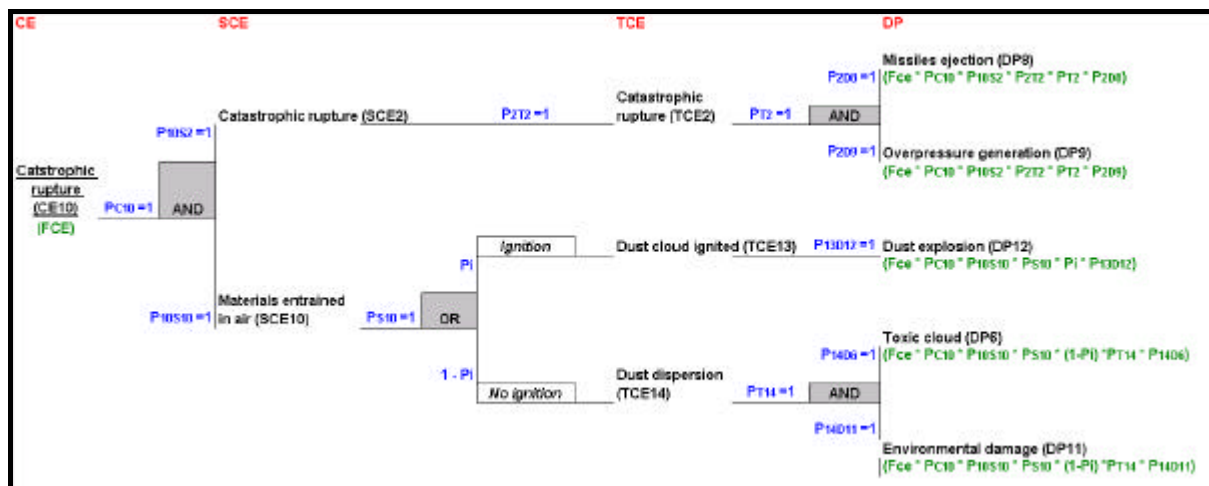 CE SCE TCE DP
Missiles ejection (DP8)
P2D8 =1 (Fce * PC10 * P10S2 * P2T2 * PT2 * P2D8)
Catastrophic rupture (SCE2) P2T2 =1 Catastrophic rupture (TCE2) PT2 =1 AND
P10S2 =1
P2D9 =1 Overpressure generation (DP9)
(Fce * PC10 * P10S2 * P2T2 * PT2 * P2D9)
Catstrophic
rupture
(CE10) PC10 =1 AND
(FCE)
Ignition Dust cloud ignited (TCE13) P13D12 =1 Dust explosion (DP12)
Pi (Fce * PC10 * P10S10 * PS10 * Pi * P13D12)
Materials entrained
P10S10 =1 in air (SCE10) PS10 =1 OR
Toxic cloud (DP6)
P14D6 =1 (Fce * PC10 * P10S10 * PS10 * (1-Pi) *PT14 * P14D6)
1 - Pi
No ignition Dust dispersion
(TCE14) PT14 =1 AND
P14D11 =1
Environmental damage (DP11)
(Fce * PC10 * P10S10 * PS10 * (1-Pi) *PT14 * P14D11)